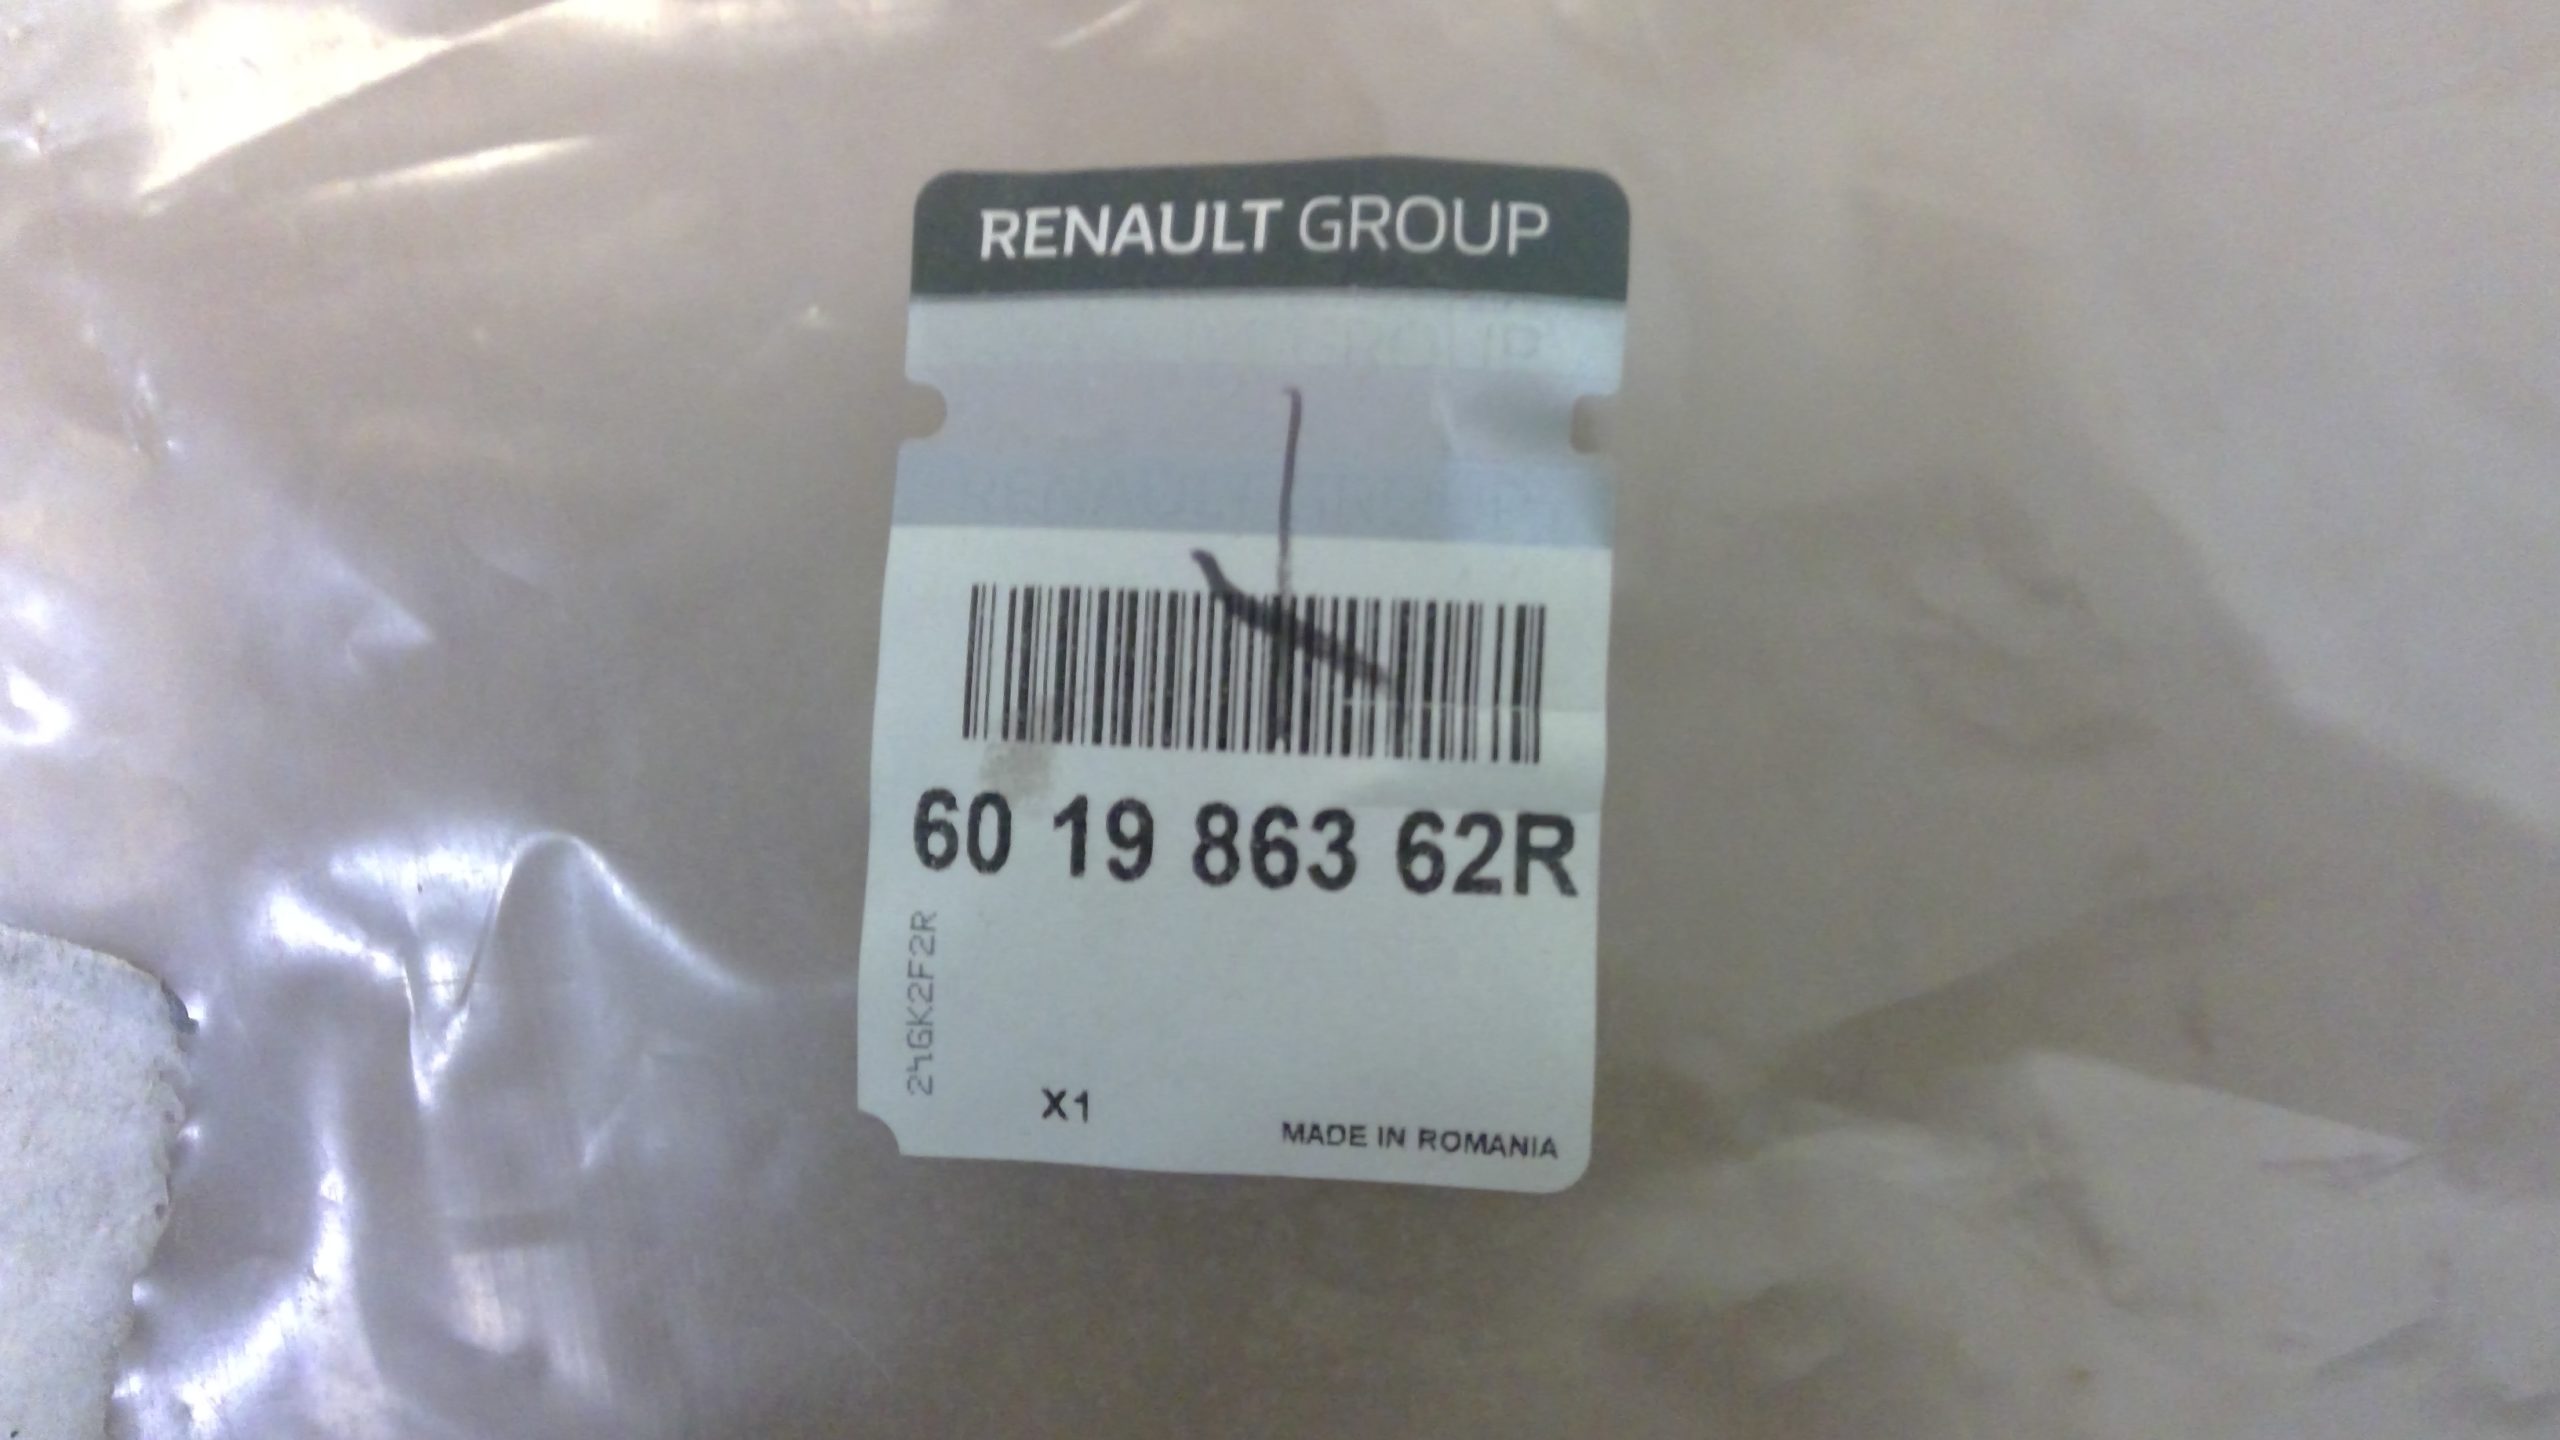 RENAULT GROUP
60 19 863 62R
24GK2F2R
X1
MADE IN ROMANIA